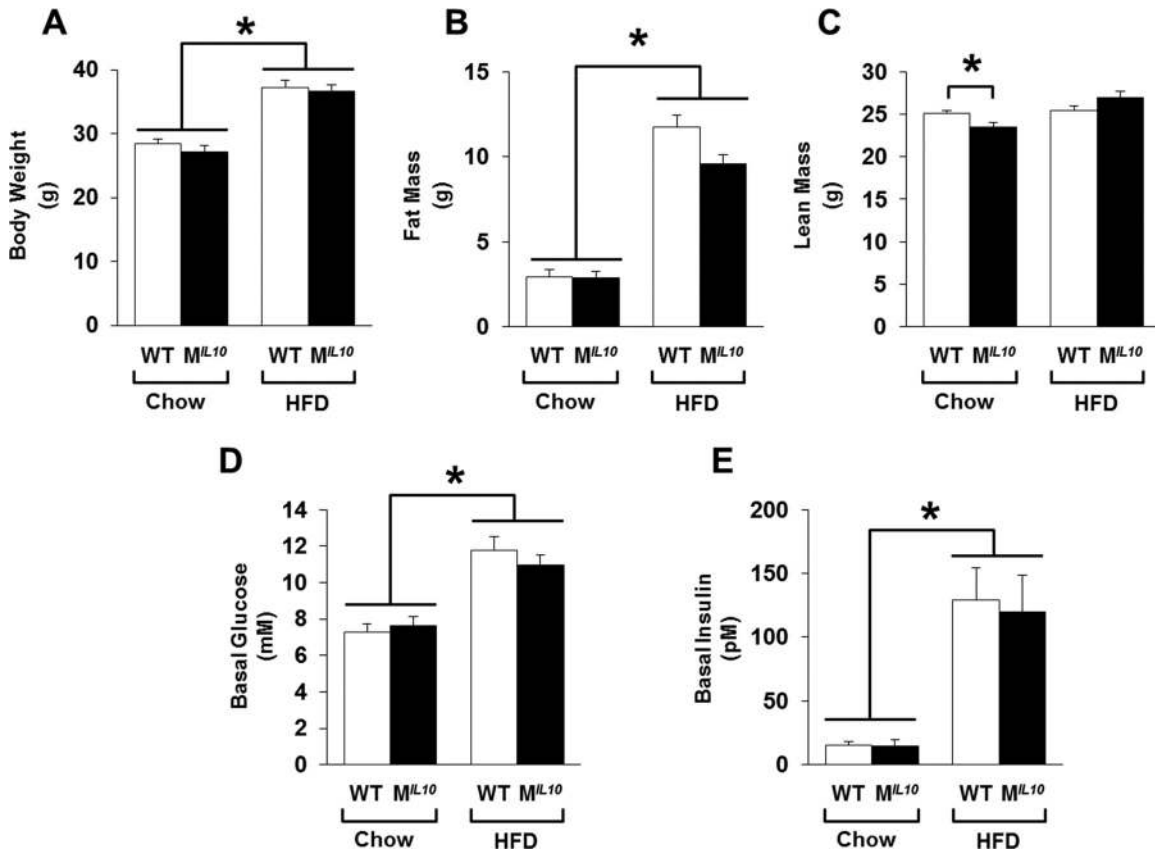 A
*
40
30
20
10
0
Body Weight
(g)
WT M^IL10 WT M^IL10
Chow HFD
B
*
15
10
5
0
Fat Mass
(g)
WT M^IL10 WT M^IL10
Chow HFD
C
*
30
25
20
15
10
5
0
Lean Mass
(g)
WT M^IL10 WT M^IL10
Chow HFD
D
*
14
12
10
8
6
4
2
0
Basal Glucose
(mM)
WT M^IL10 WT M^IL10
Chow HFD
E
*
200
150
100
50
0
Basal Insulin
(pM)
WT M^IL10 WT M^IL10
Chow HFD